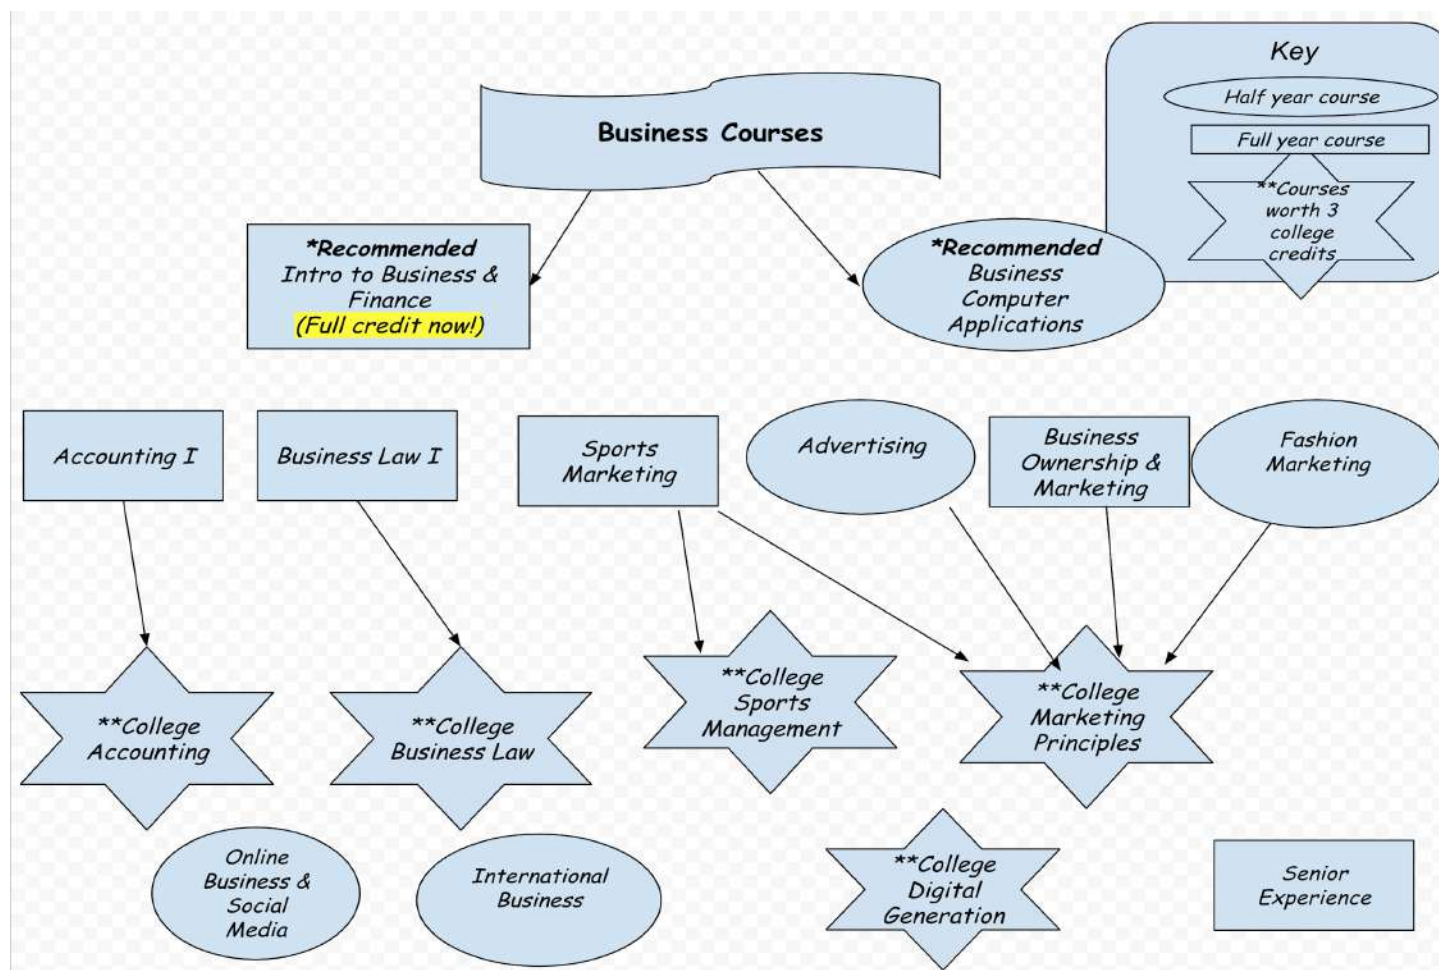 Key
Half year course
Full year course
**Courses
worth 3
college
credits
Business Courses
*Recommended
Intro to Business &
Finance
(Full credit now!)
*Recommended
Business
Computer
Applications
Accounting I
Business Law I
Sports
Marketing
Advertising
Business
Ownership &
Marketing
Fashion
Marketing
**College
Accounting
**College
Business Law
**College
Sports
Management
**College
Marketing
Principles
Online
Business &
Social
Media
International
Business
**College
Digital
Generation
Senior
Experience